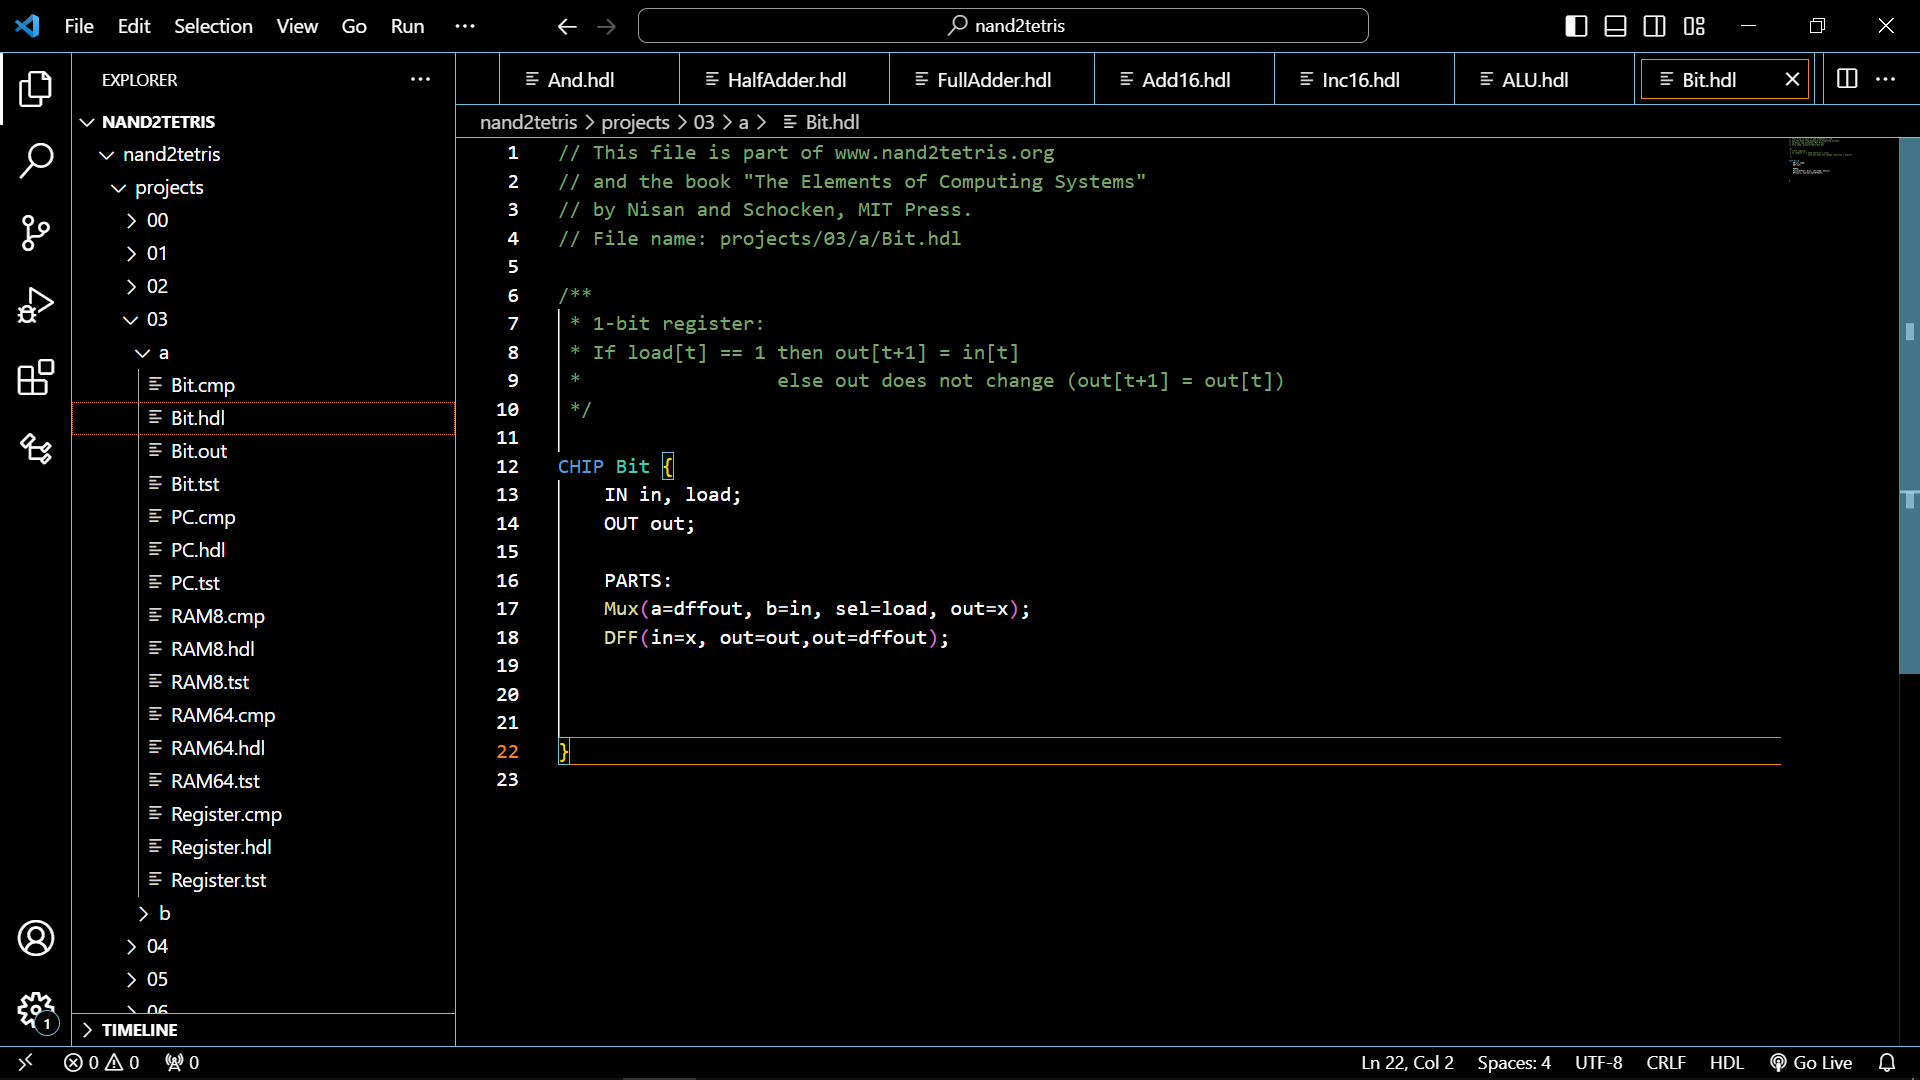 File Edit Selection View Go Run ··· nand2tetris
EXPLORER ···
NAND2TETRIS
nand2tetris
projects
00
01
02
03
a
Bit.cmp
Bit.hdl
Bit.out
Bit.tst
PC.cmp
PC.hdl
PC.tst
RAM8.cmp
RAM8.hdl
RAM8.tst
RAM64.cmp
RAM64.hdl
RAM64.tst
Register.cmp
Register.hdl
Register.tst
b
04
05
06
TIMELINE
And.hdl HalfAdder.hdl FullAdder.hdl Add16.hdl Inc16.hdl ALU.hdl Bit.hdl
nand2tetris > projects > 03 > a > Bit.hdl
1 // This file is part of www.nand2tetris.org
2 // and the book "The Elements of Computing Systems"
3 // by Nisan and Schocken, MIT Press.
4 // File name: projects/03/a/Bit.hdl
5
6 /**
7 * 1-bit register:
8 * If load[t] == 1 then out[t+1] = in[t]
9 * else out does not change (out[t+1] = out[t])
10 */
11
12 CHIP Bit {
13 IN in, load;
14 OUT out;
15
16 PARTS:
17 Mux(a=dffout, b=in, sel=load, out=x);
18 DFF(in=x, out=out,out=dffout);
19
20
21
22 }
23
1
0 0 0 Ln 22, Col 2 Spaces: 4 UTF-8 CRLF HDL Go Live